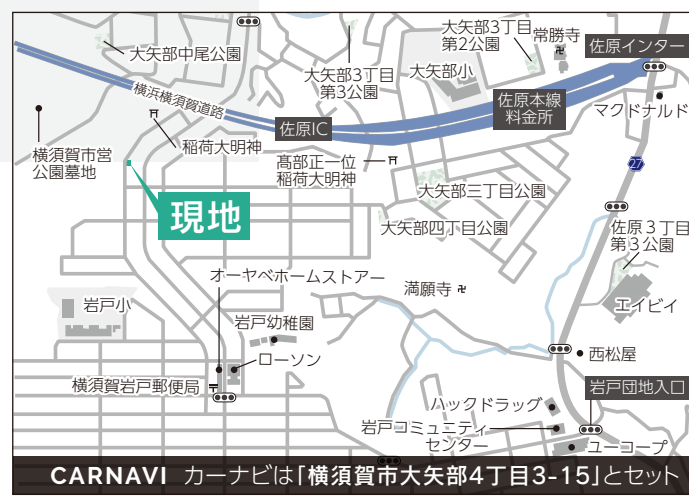 大矢部中尾公園
大矢部3丁目
第3公園
大矢部3丁目
第2公園
常勝寺
佐原インター
大矢部小
横浜横須賀道路
佐原IC
佐原本線
料金所
マクドナルド
稲荷大明神
横須賀市営
公園墓地
髙部正一位
稲荷大明神
27
大矢部三丁目公園
現地
大矢部四丁目公園
佐原3丁目
第3公園
オーヤベホームストアー
満願寺
エイビイ
岩戸小
岩戸幼稚園
ローソン
西松屋
横須賀岩戸郵便局
岩戸団地入口
ハックドラッグ
岩戸コミュニティ
センター
ユーコープ
CARNAVI カーナビは「横須賀市大矢部4丁目3-15」とセット